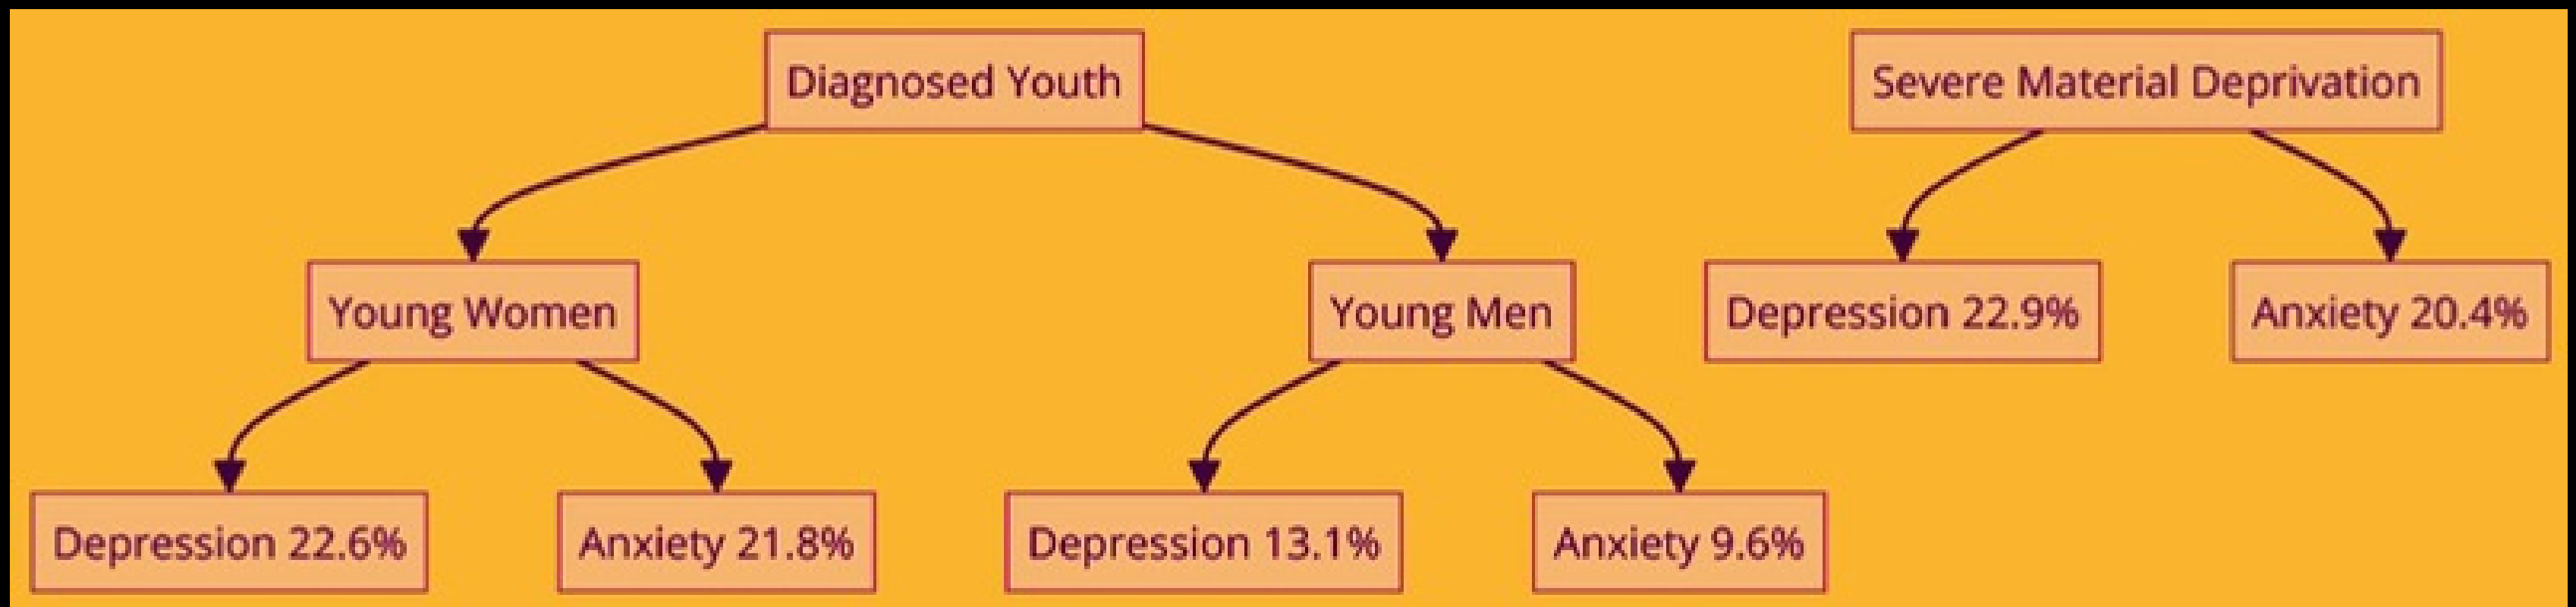 Diagnosed Youth
Severe Material Deprivation
Young Women
Young Men
Depression 22.9%
Anxiety 20.4%
Depression 22.6%
Anxiety 21.8%
Depression 13.1%
Anxiety 9.6%